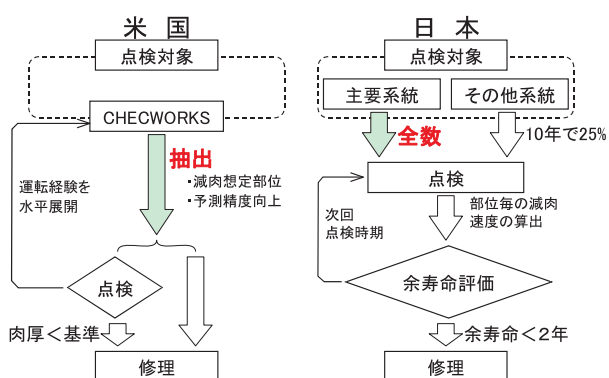 米 国
点検対象
CHECWORKS
抽出
・減肉想定部位
・予測精度向上
運転経験を
水平展開
点検
肉厚＜基準
修理
日 本
点検対象
主要系統
その他系統
全数
10年で25%
点検
部位毎の減肉
速度の算出
次回
点検時期
余寿命評価
余寿命＜2年
修理